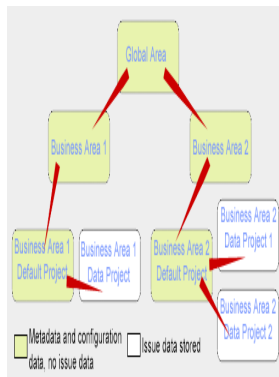 Global Area
Business Area 1
Business Area 2
Business Area 1
Default Project
Business Area 1
Data Project
Business Area 2
Default Project
Business Area 2
Data Project 1
Business Area 2
Data Project 2
Metadata and configuration
data, no issue data
Issue data stored